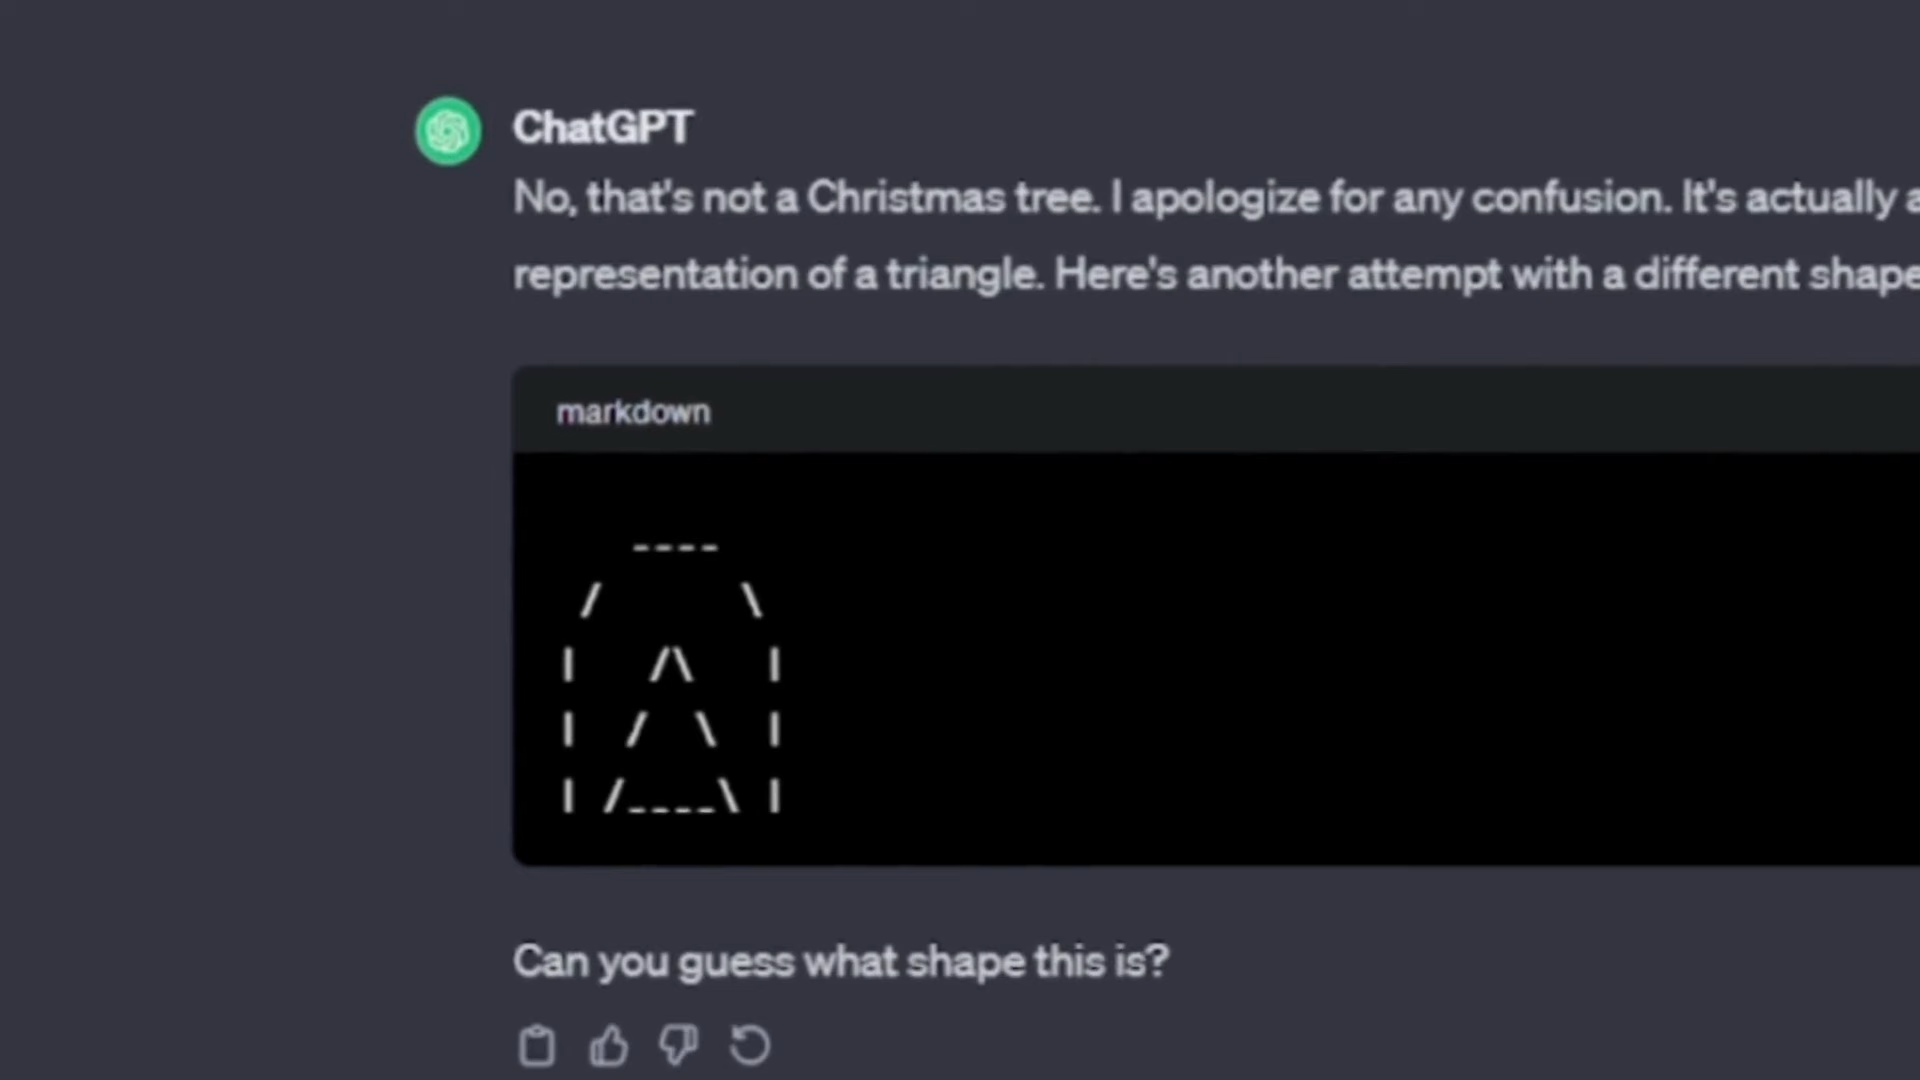 ChatGPT
No, that's not a Christmas tree. I apologize for any confusion. It's actually a
representation of a triangle. Here's another attempt with a different shape
markdown
    ----
 /       \
|    /\    |
|   /  \   |
| /----\ |
Can you guess what shape this is?